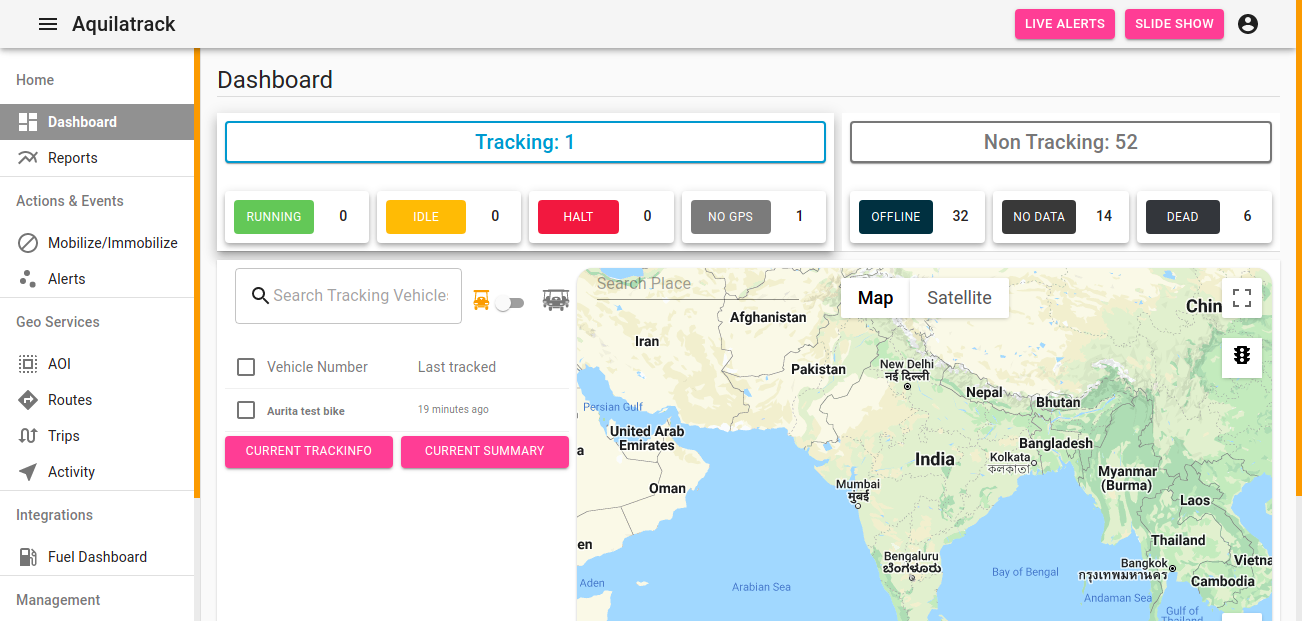 Aquilatrack
LIVE ALERTS
SLIDE SHOW
Home
Dashboard
Reports
Actions & Events
Mobilize/Immobilize
Alerts
Geo Services
AOI
Routes
Trips
Activity
Integrations
Fuel Dashboard
Management
Dashboard
Tracking: 1
Non Tracking: 52
RUNNING 0
IDLE 0
HALT 0
NO GPS 1
OFFLINE 32
NO DATA 14
DEAD 6
Search Tracking Vehicle
Vehicle Number Last tracked
Aurita test bike 19 minutes ago
CURRENT TRACKINFO
CURRENT SUMMARY
Search Place
Map
Satellite
Chin
Afghanistan
Iran
Pakistan
New Delhi
नई दिल्ली
Nepal
Bhutan
Persian Gulf
United Arab
Emirates
a
Bangladesh
India
Kolkata
কলকাতা
Myanmar
(Burma)
Oman
Mumbai
मुंबई
Laos
en
Thailand
Bengaluru
ಬೆಂಗಳೂರು
Bangkok
กรุงเทพมหานคร
Vietna
Cambodia
Aden
Arabian Sea
Bay of Bengal
Andaman Sea
Gulf of
Thailand